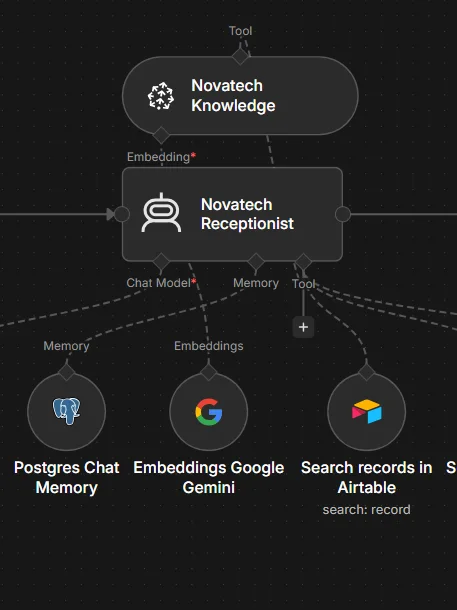 Tool
Novatech
Knowledge
Embedding*
Novatech
Receptionist
Chat Model*
Memory
Tool
+
Memory
Embeddings
Postgres Chat
Memory
Embeddings Google
Gemini
Search records in
Airtable
search: record
S